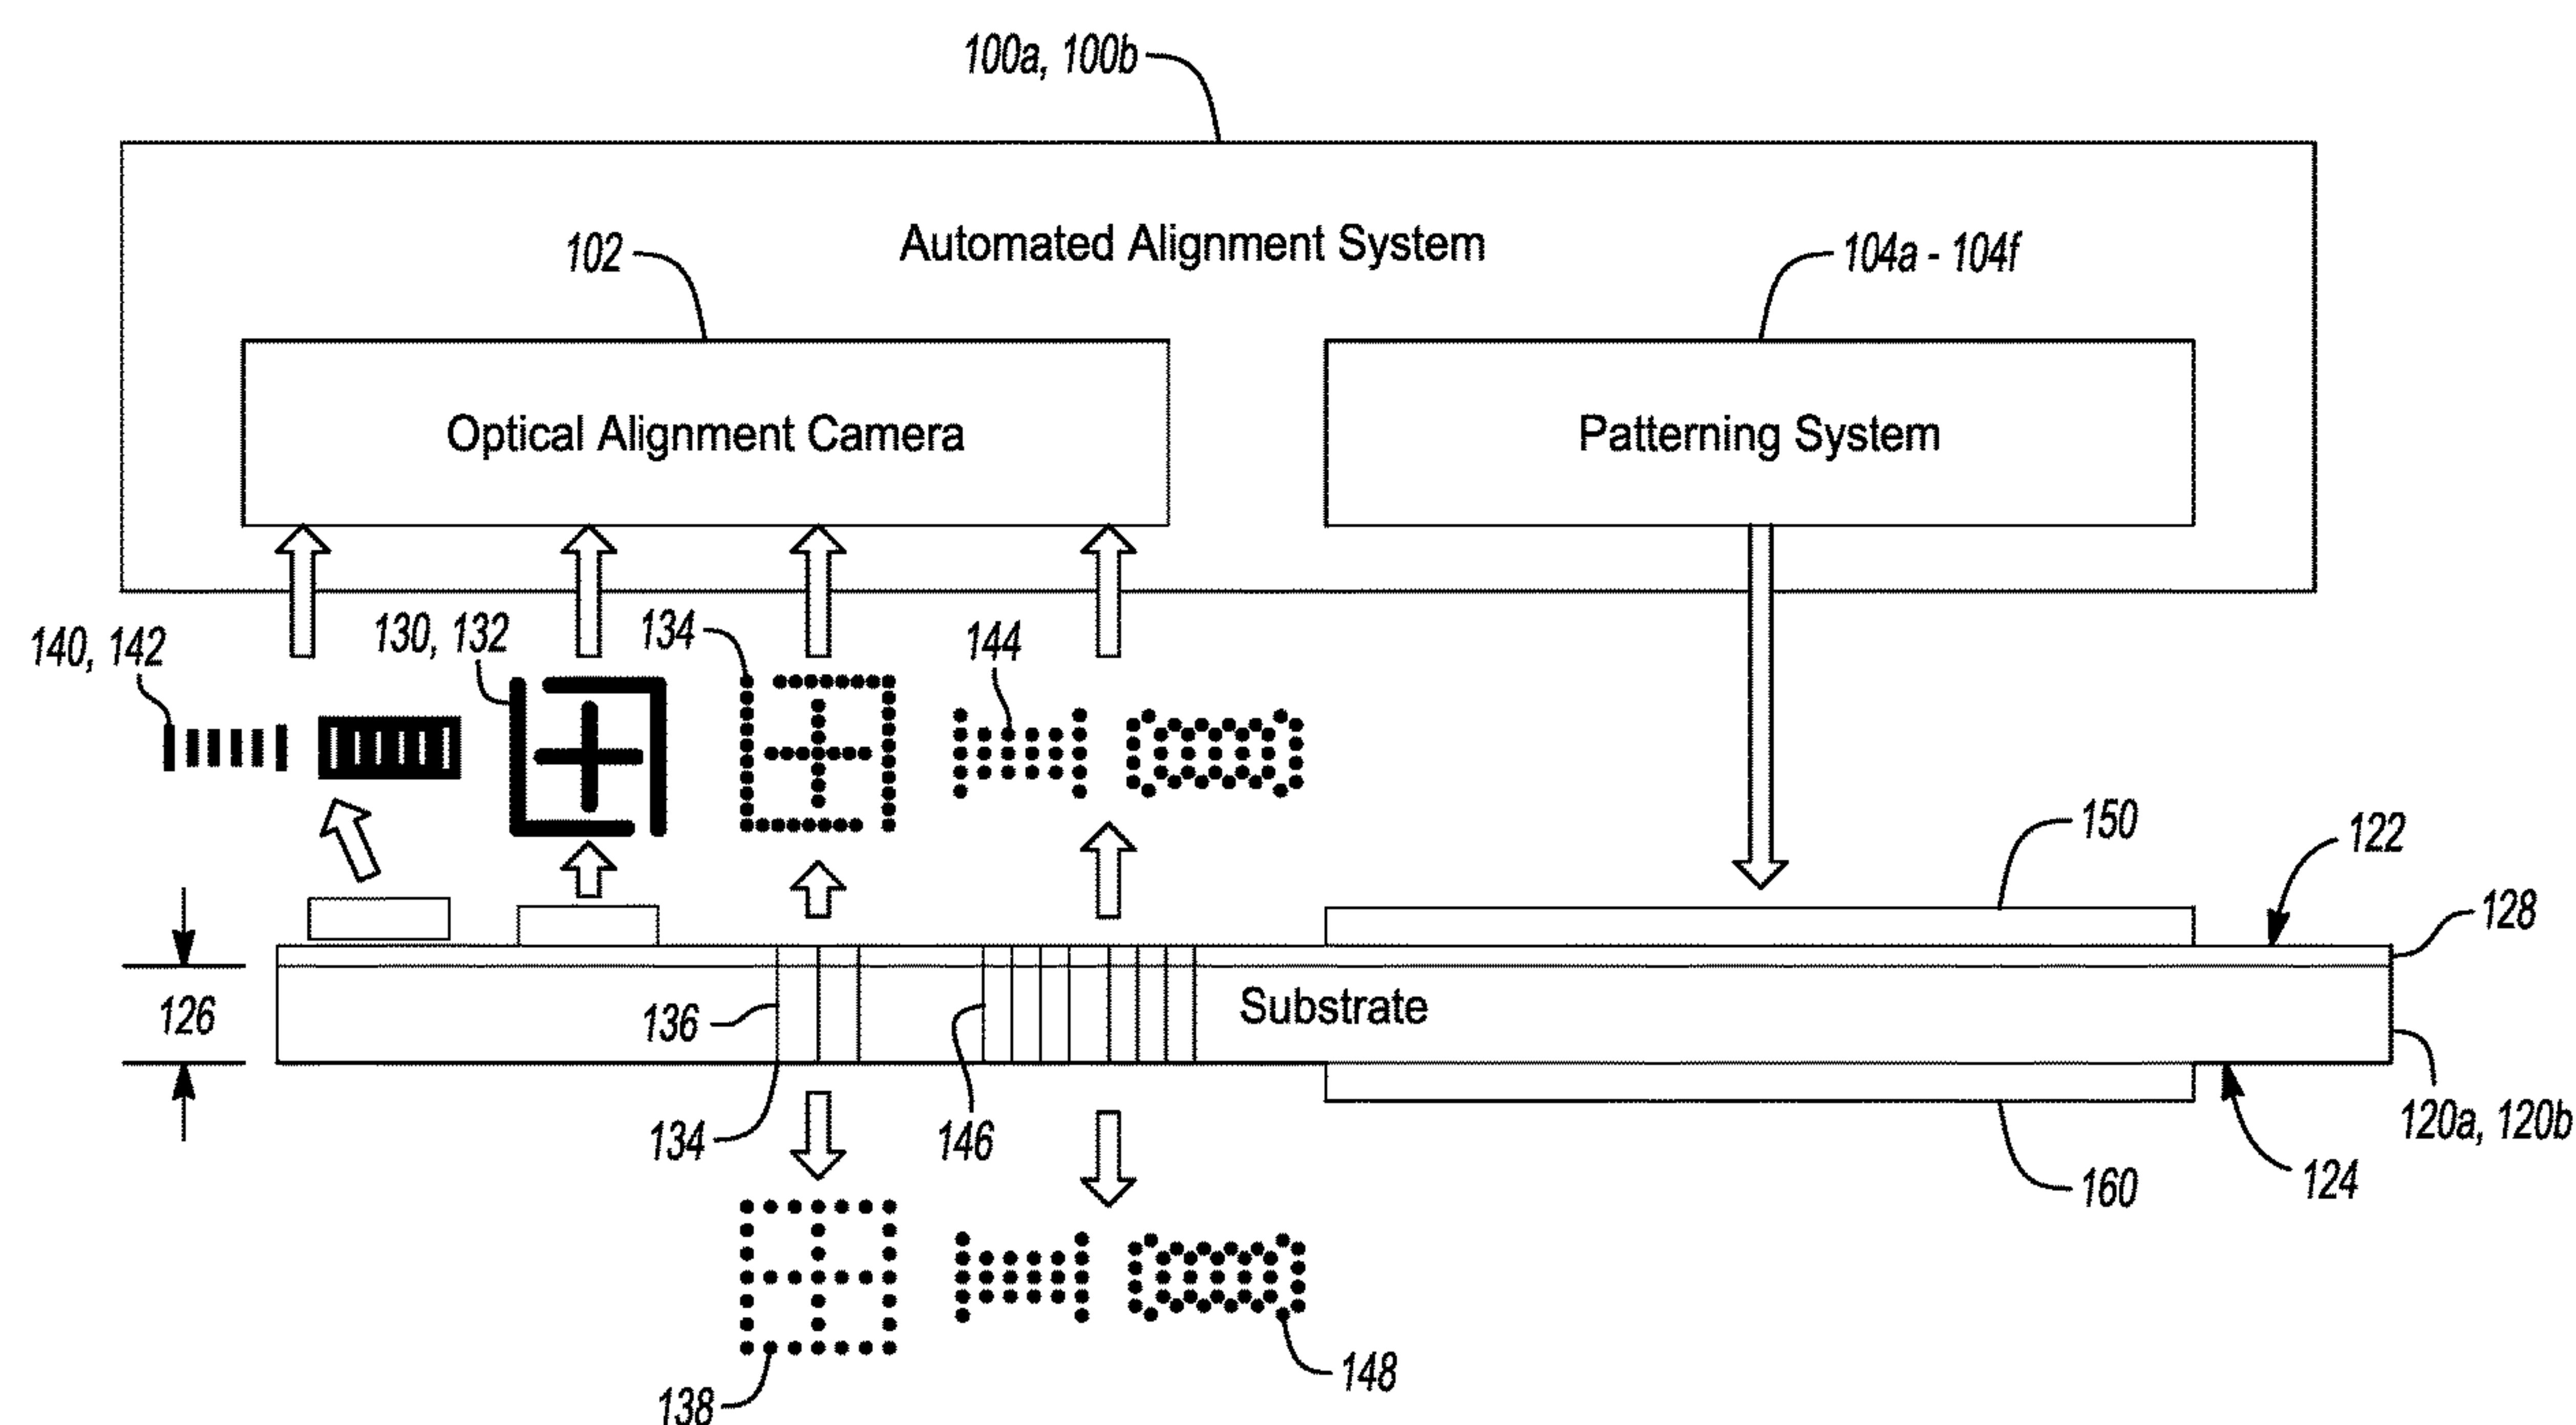 100a, 100b
Automated Alignment System
102
104a - 104f
Optical Alignment Camera
Patterning System
140, 142
130, 132
134
144
150
122
128
126
136
Substrate
134
146
120a, 120b
160
124
138
148